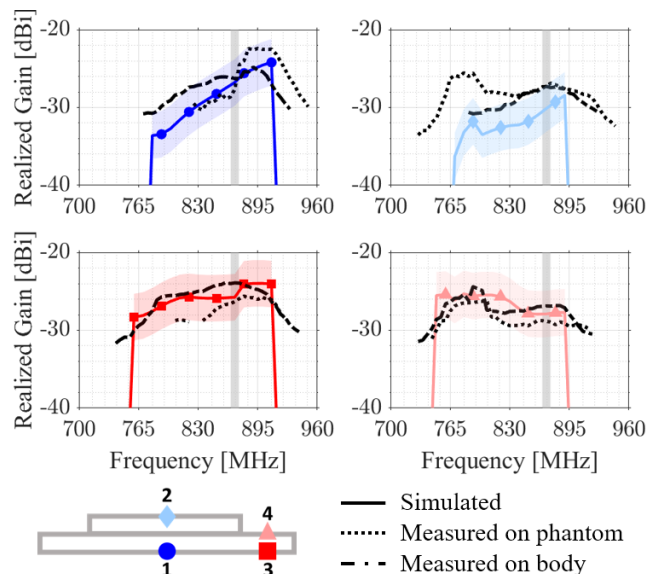 Realized Gain [dBi]
-20
-30
-40
700 765 830 895 960
-20
-30
-40
700 765 830 895 960
Realized Gain [dBi]
-20
-30
-40
700 765 830 895 960
Frequency [MHz]
-20
-30
-40
700 765 830 895 960
Frequency [MHz]
2
4
1
3
Simulated
Measured on phantom
Measured on body